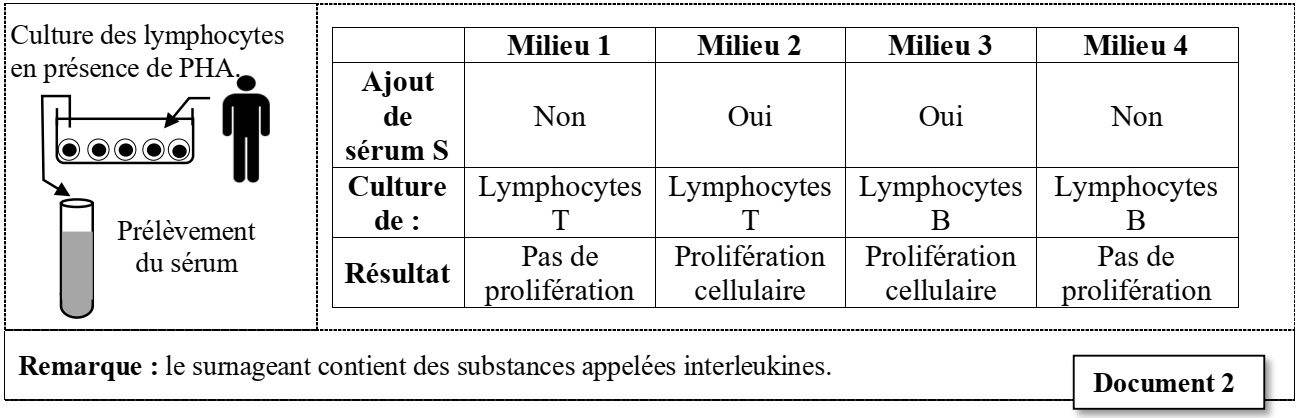 Culture des lymphocytes
en présence de PHA.
Prélèvement
du sérum
Milieu 1 Milieu 2 Milieu 3 Milieu 4
Ajout
de
sérum S
Non Oui Oui Non
Culture
de :
Lymphocytes Lymphocytes Lymphocytes Lymphocytes
T T B B
Résultat
Pas de Prolifération Prolifération Pas de
prolifération cellulaire cellulaire prolifération
Remarque : le surnageant contient des substances appelées interleukines.
Document 2